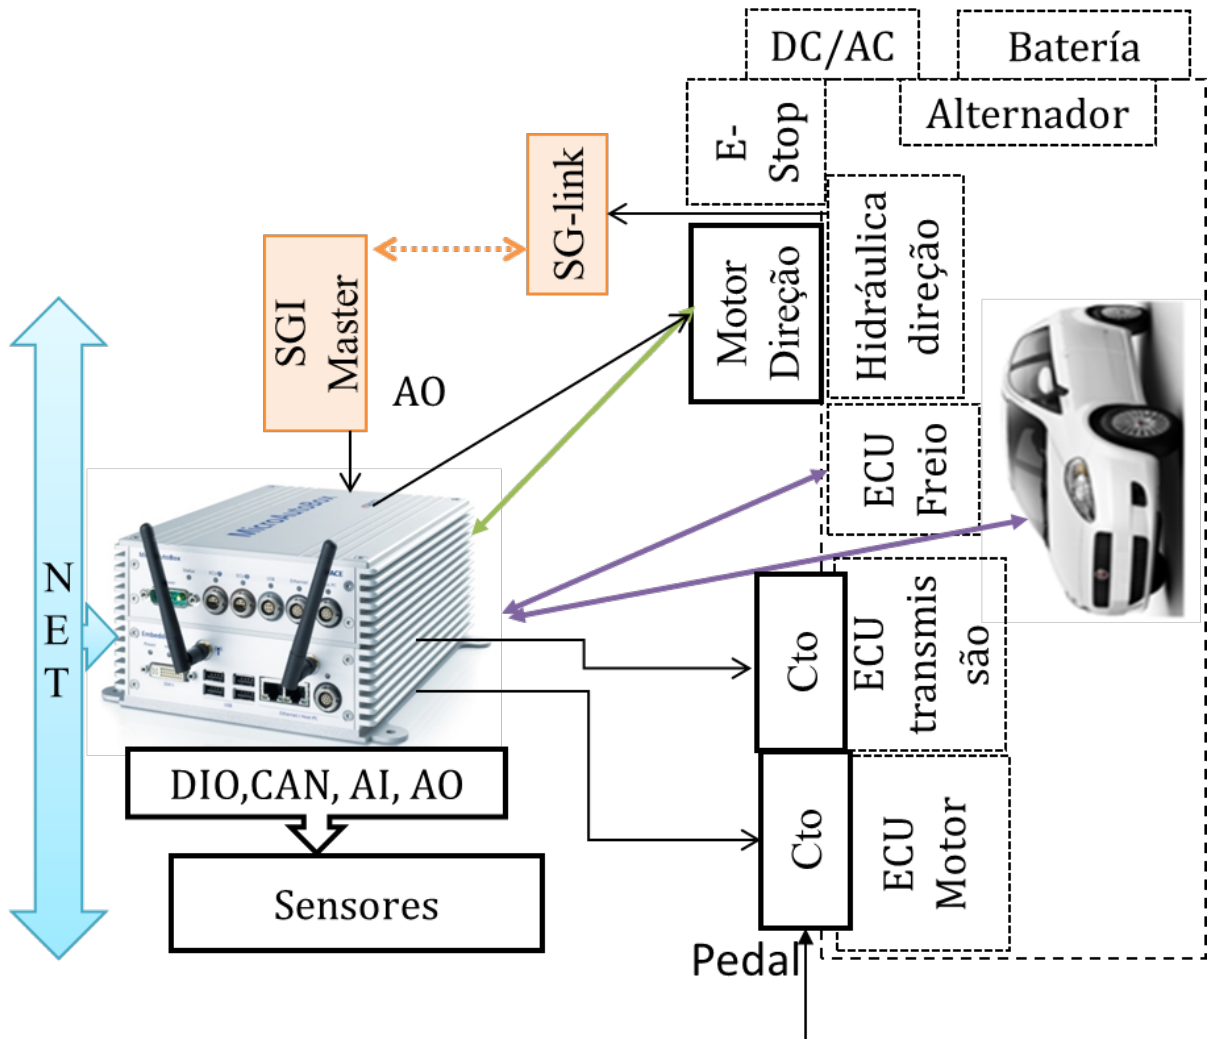 DC/AC
Batería
Alternador
E-
Stop
SG-link
SGI
Master
AO
Motor
Direção
Hidráulica
direção
ECU
Freio
N
E
T
MicroAutoBox
Cto
ECU
transmis
são
DIO,CAN, AI, AO
Sensores
Cto
ECU
Motor
Pedal